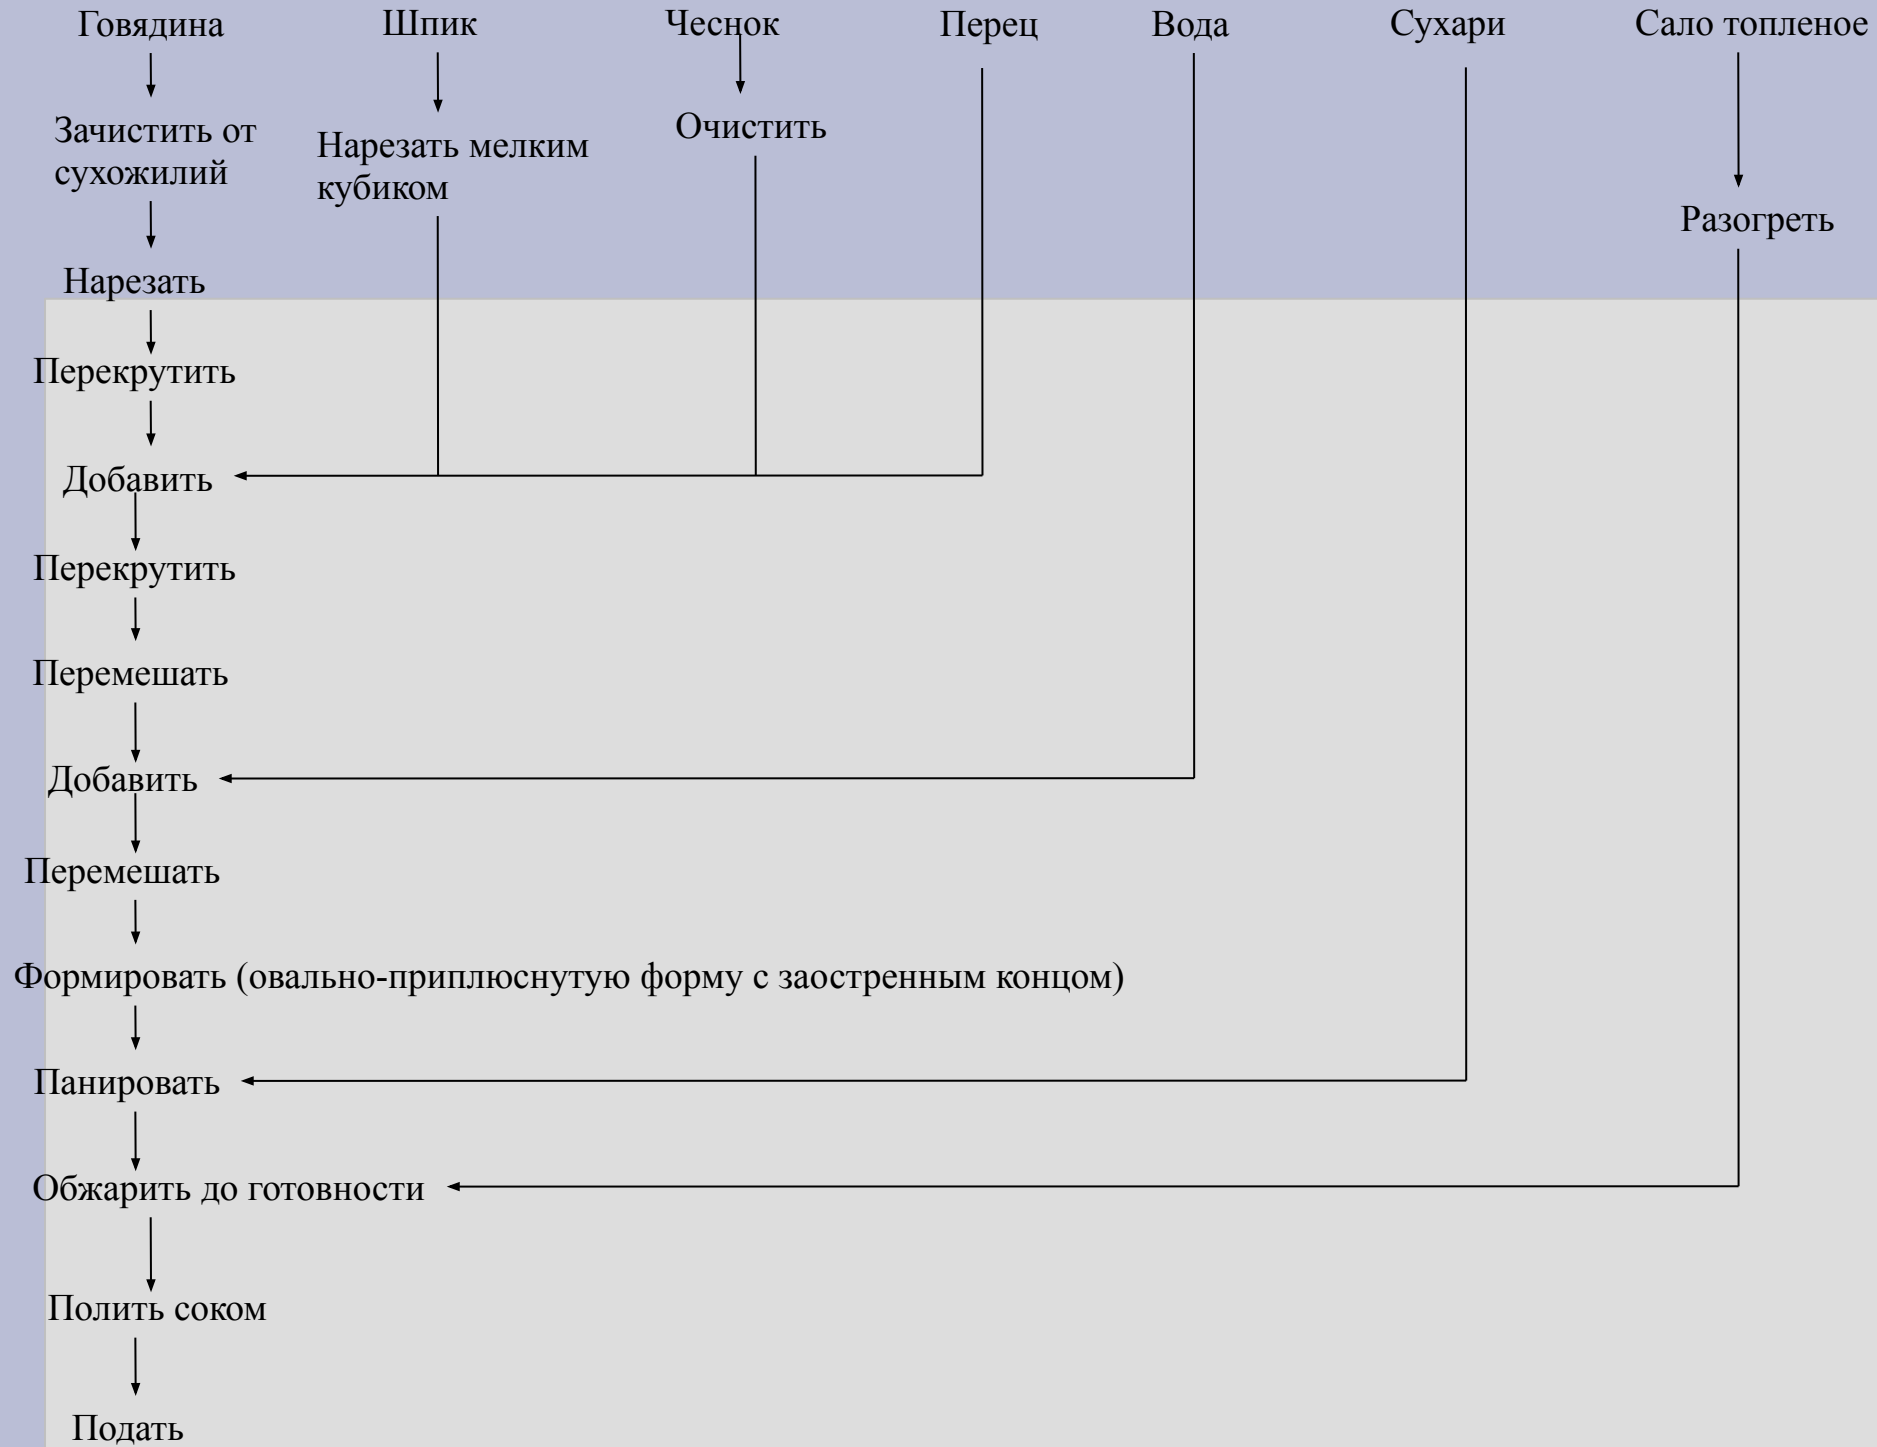 Говядина
Шпик
Чеснок
Перец
Вода
Сухари
Сало топленое
Зачистить от
сухожилий
Нарезать мелким
кубиком
Очистить
Разогреть
Нарезать
Перекрутить
Добавить
Перекрутить
Перемешать
Добавить
Перемешать
Формировать (овально-приплюснутую форму с заостренным концом)
Панировать
Обжарить до готовности
Полить соком
Подать